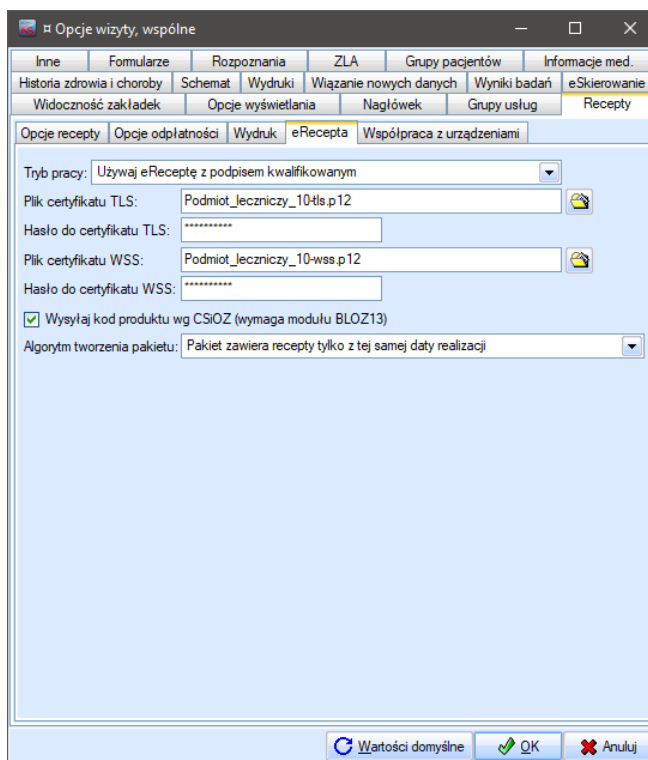 ¤ Opcje wizyty, wspólne
Inne Formularze Rozpoznania ZLA Grupy pacjentów Informacje med.
Historia zdrowia i choroby Schemat Wydruki Wiązanie nowych danych Wyniki badań eSkierowanie
Widoczność zakładek Opcje wyświetlania Nagłówek Grupy usług Recepty
Opcje recepty Opcje odpłatności Wydruk eRecepta Współpraca z urządzeniami
Tryb pracy: Używaj eReceptę z podpisem kwalifikowanym
Plik certyfikatu TLS: Podmiot_leczniczy_10-tls.p12
Hasło do certyfikatu TLS: **********
Plik certyfikatu WSS: Podmiot_leczniczy_10-wss.p12
Hasło do certyfikatu WSS: **********
Wysyłaj kod produktu wg CSiOZ (wymaga modułu BLOZ13)
Algorytm tworzenia pakietu: Pakiet zawiera recepty tylko z tej samej daty realizacji
Wartości domyślne OK Anuluj